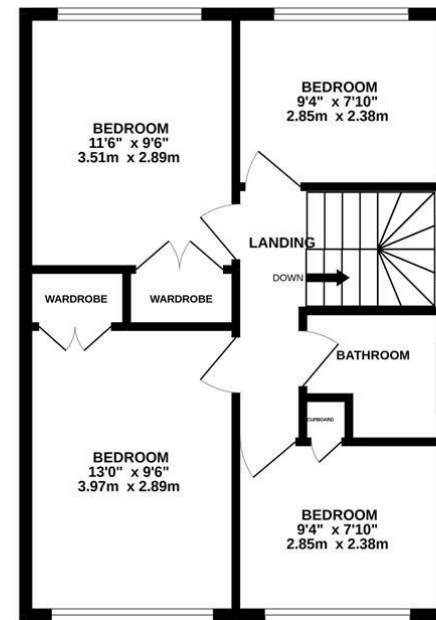 BEDROOM
11'6" x 9'6"
3.51m x 2.89m
BEDROOM
9'4" x 7'10"
2.85m x 2.38m
LANDING
DOWN
WARDROBE
WARDROBE
BATHROOM
CUPBOARD
BEDROOM
13'0" x 9'6"
3.97m x 2.89m
BEDROOM
9'4" x 7'10"
2.85m x 2.38m